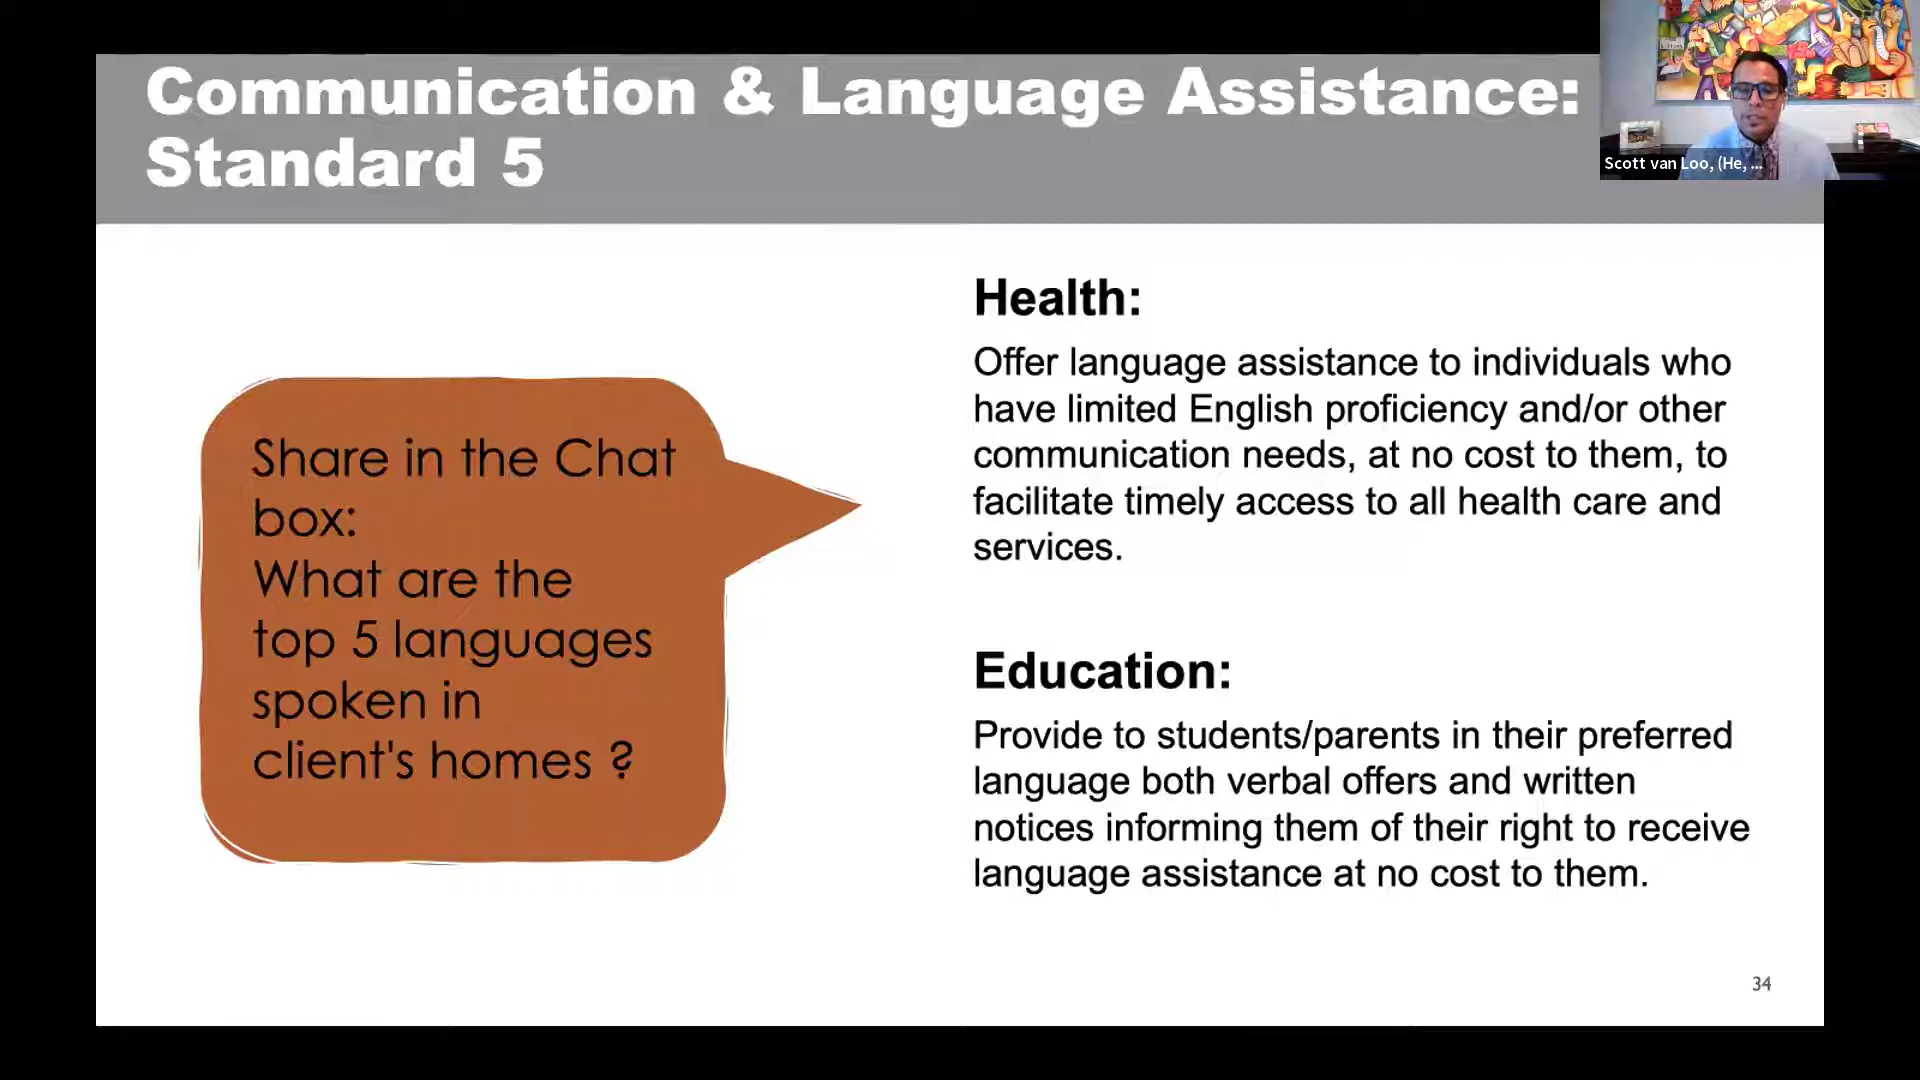 Communication & Language Assistance:
Standard 5
Scott van Loo, (He, ...
Share in the Chat
box:
What are the
top 5 languages
spoken in
client's homes ?
Health:
Offer language assistance to individuals who
have limited English proficiency and/or other
communication needs, at no cost to them, to
facilitate timely access to all health care and
services.
Education:
Provide to students/parents in their preferred
language both verbal offers and written
notices informing them of their right to receive
language assistance at no cost to them.
34